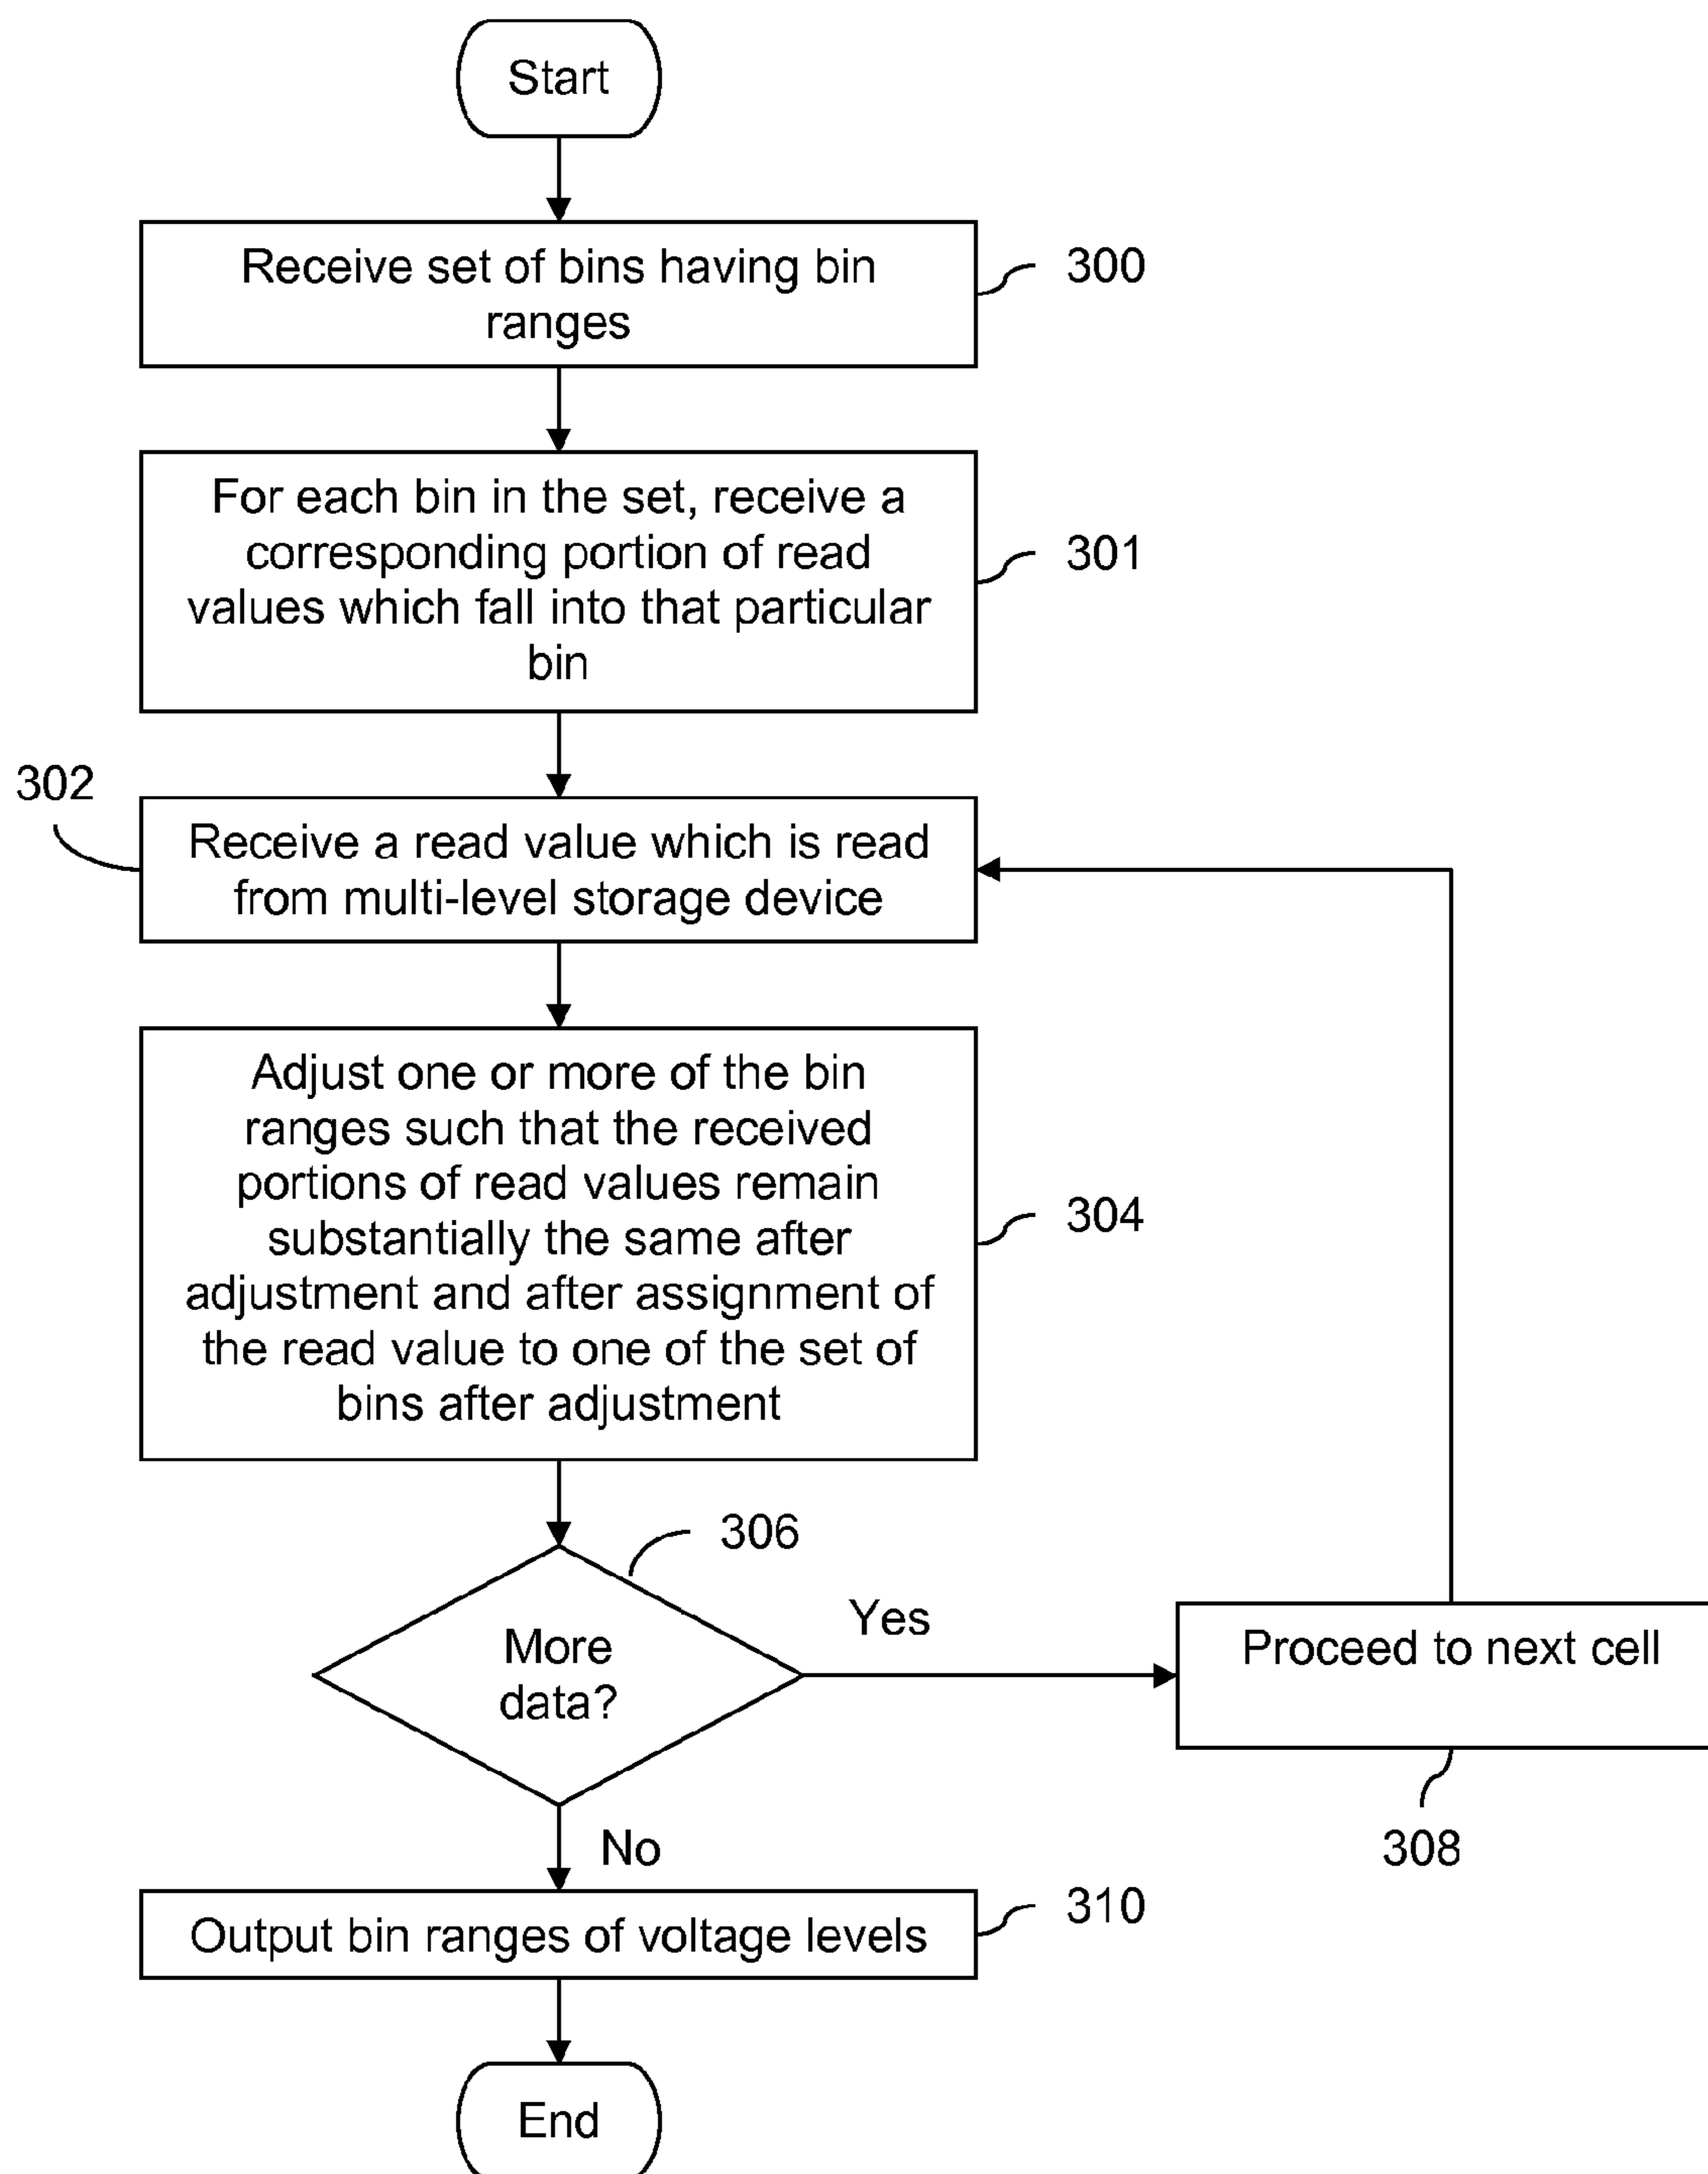 Start
Receive set of bins having bin
ranges
300
For each bin in the set, receive a
corresponding portion of read
values which fall into that particular
bin
301
302
Receive a read value which is read
from multi-level storage device
Adjust one or more of the bin
ranges such that the received
portions of read values remain
substantially the same after
adjustment and after assignment of
the read value to one of the set of
bins after adjustment
304
306
More
data?
Yes
Proceed to next cell
308
No
Output bin ranges of voltage levels
310
End